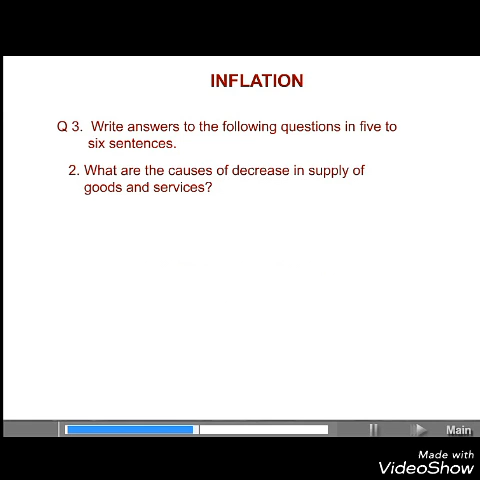 INFLATION
Q 3. Write answers to the following questions in five to
six sentences.
2. What are the causes of decrease in supply of
goods and services?
Main
Made with
VideoShow